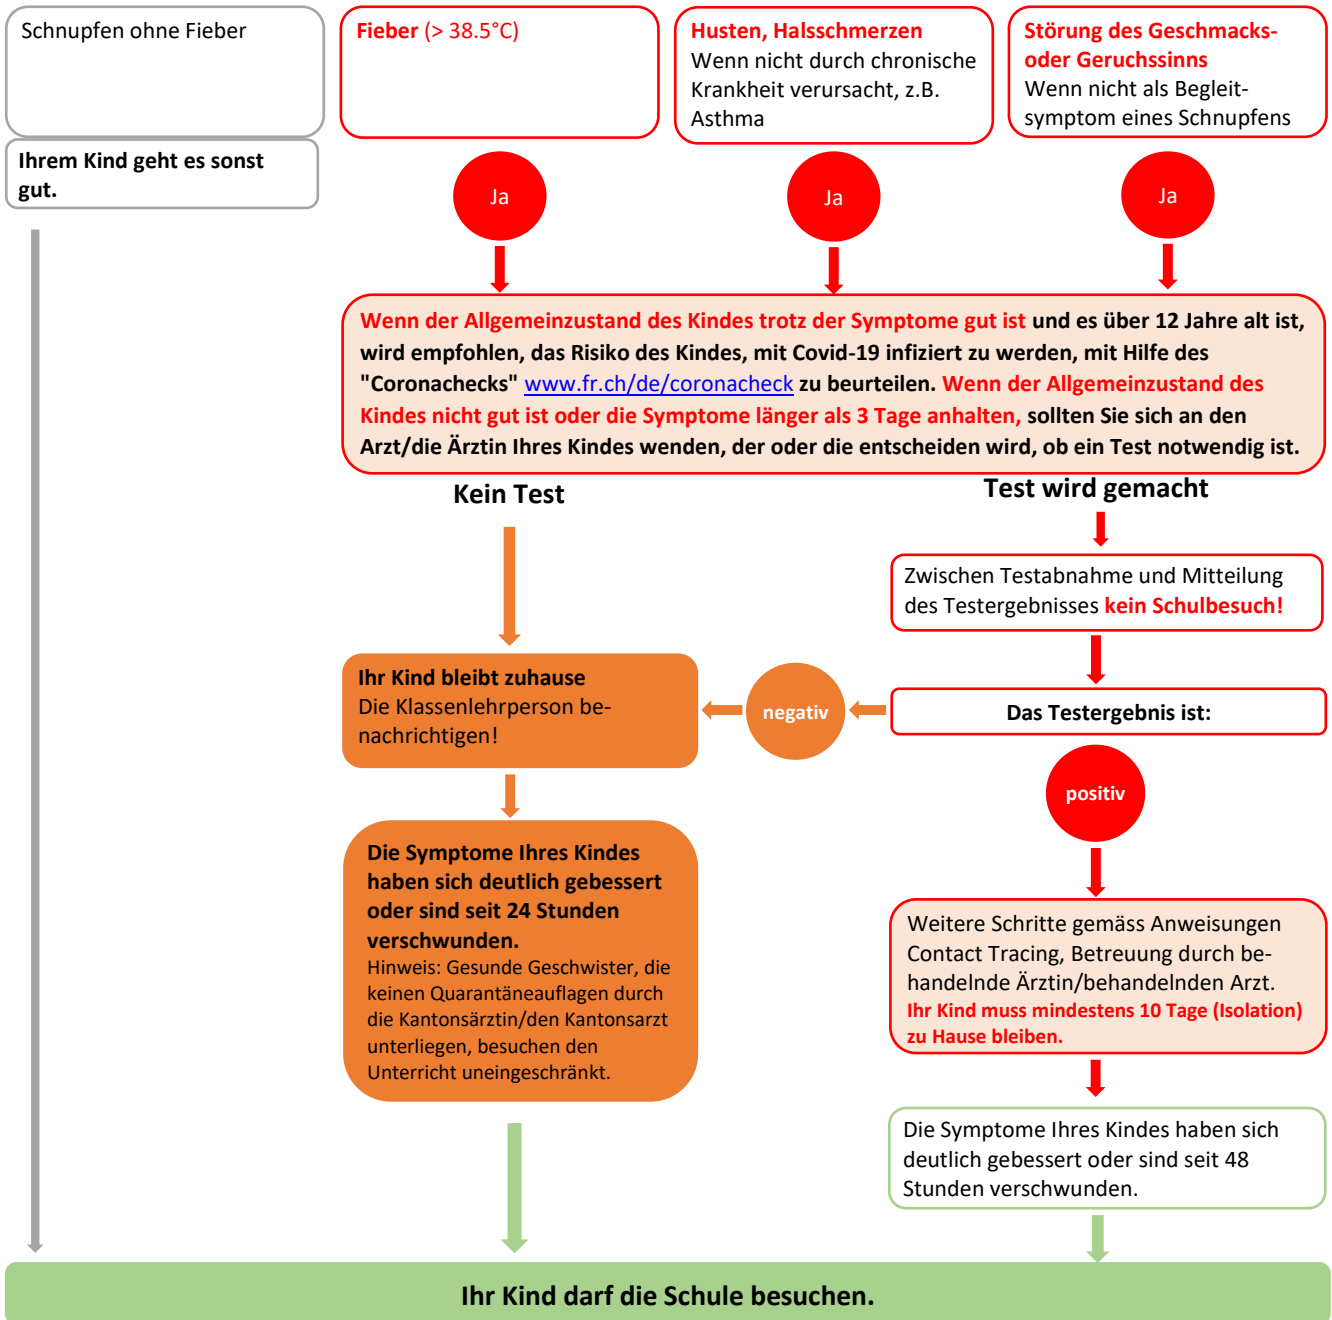 Schnupfen ohne Fieber
Ihrem Kind geht es sonst
gut.
Fieber (> 38.5°C)
Ja
Husten, Halsschmerzen
Wenn nicht durch chronische
Krankheit verursacht, z.B.
Asthma
Ja
Störung des Geschmacks-
oder Geruchssinns
Wenn nicht als Begleit-
symptom eines Schnupfens
Ja
Wenn der Allgemeinzustand des Kindes trotz der Symptome gut ist und es über 12 Jahre alt ist,
wird empfohlen, das Risiko des Kindes, mit Covid-19 infiziert zu werden, mit Hilfe des
"Coronachecks" www.fr.ch/de/coronacheck zu beurteilen. Wenn der Allgemeinzustand des
Kindes nicht gut ist oder die Symptome länger als 3 Tage anhalten, sollten Sie sich an den
Arzt/die Ärztin Ihres Kindes wenden, der oder die entscheiden wird, ob ein Test notwendig ist.
Kein Test
Test wird gemacht
Zwischen Testabnahme und Mitteilung
des Testergebnisses kein Schulbesuch!
Das Testergebnis ist:
negativ
Ihr Kind bleibt zuhause
Die Klassenlehrperson be-
nachrichtigen!
positiv
Die Symptome Ihres Kindes
haben sich deutlich gebessert
oder sind seit 24 Stunden
verschwunden.
Hinweis: Gesunde Geschwister, die
keinen Quarantäneauflagen durch
die Kantonsärztin/den Kantonsarzt
unterliegen, besuchen den
Unterricht uneingeschränkt.
Weitere Schritte gemäss Anweisungen
Contact Tracing, Betreuung durch be-
handelnde Ärztin/behandelnden Arzt.
Ihr Kind muss mindestens 10 Tage (Isolation)
zu Hause bleiben.
Die Symptome Ihres Kindes haben sich
deutlich gebessert oder sind seit 48
Stunden verschwunden.
Ihr Kind darf die Schule besuchen.